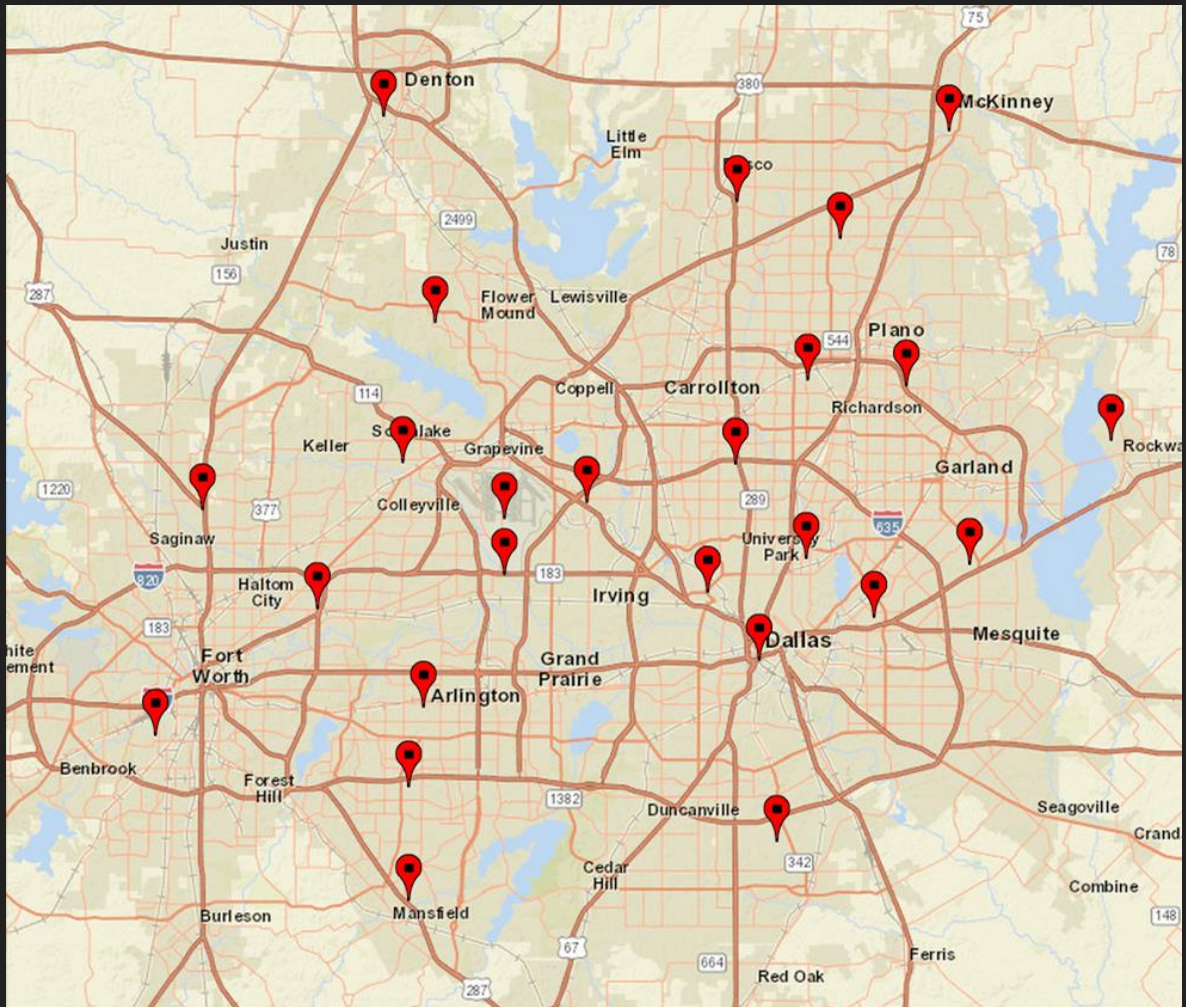 75
Denton
380
McKinney
Little
Elm
2499
Justin
156
78
287
Flower
Mound
Lewisville
544
Plano
114
Coppell
Carrollton
Richardson
Keller
Grapevine
Rockwa
Garland
1220
377
Colleyville
289
Saginaw
University
Park
635
820
183
Haltom
City
Irving
183
Dallas
Mesquite
hite
ement
Fort
Worth
Grand
Prairie
Arlington
Benbrook
Forest
Hill
1382
Duncanville
Seagoville
Crand
342
Cedar
Hill
Combine
Burleson
Mansfield
148
67
664
Ferris
287
Red Oak